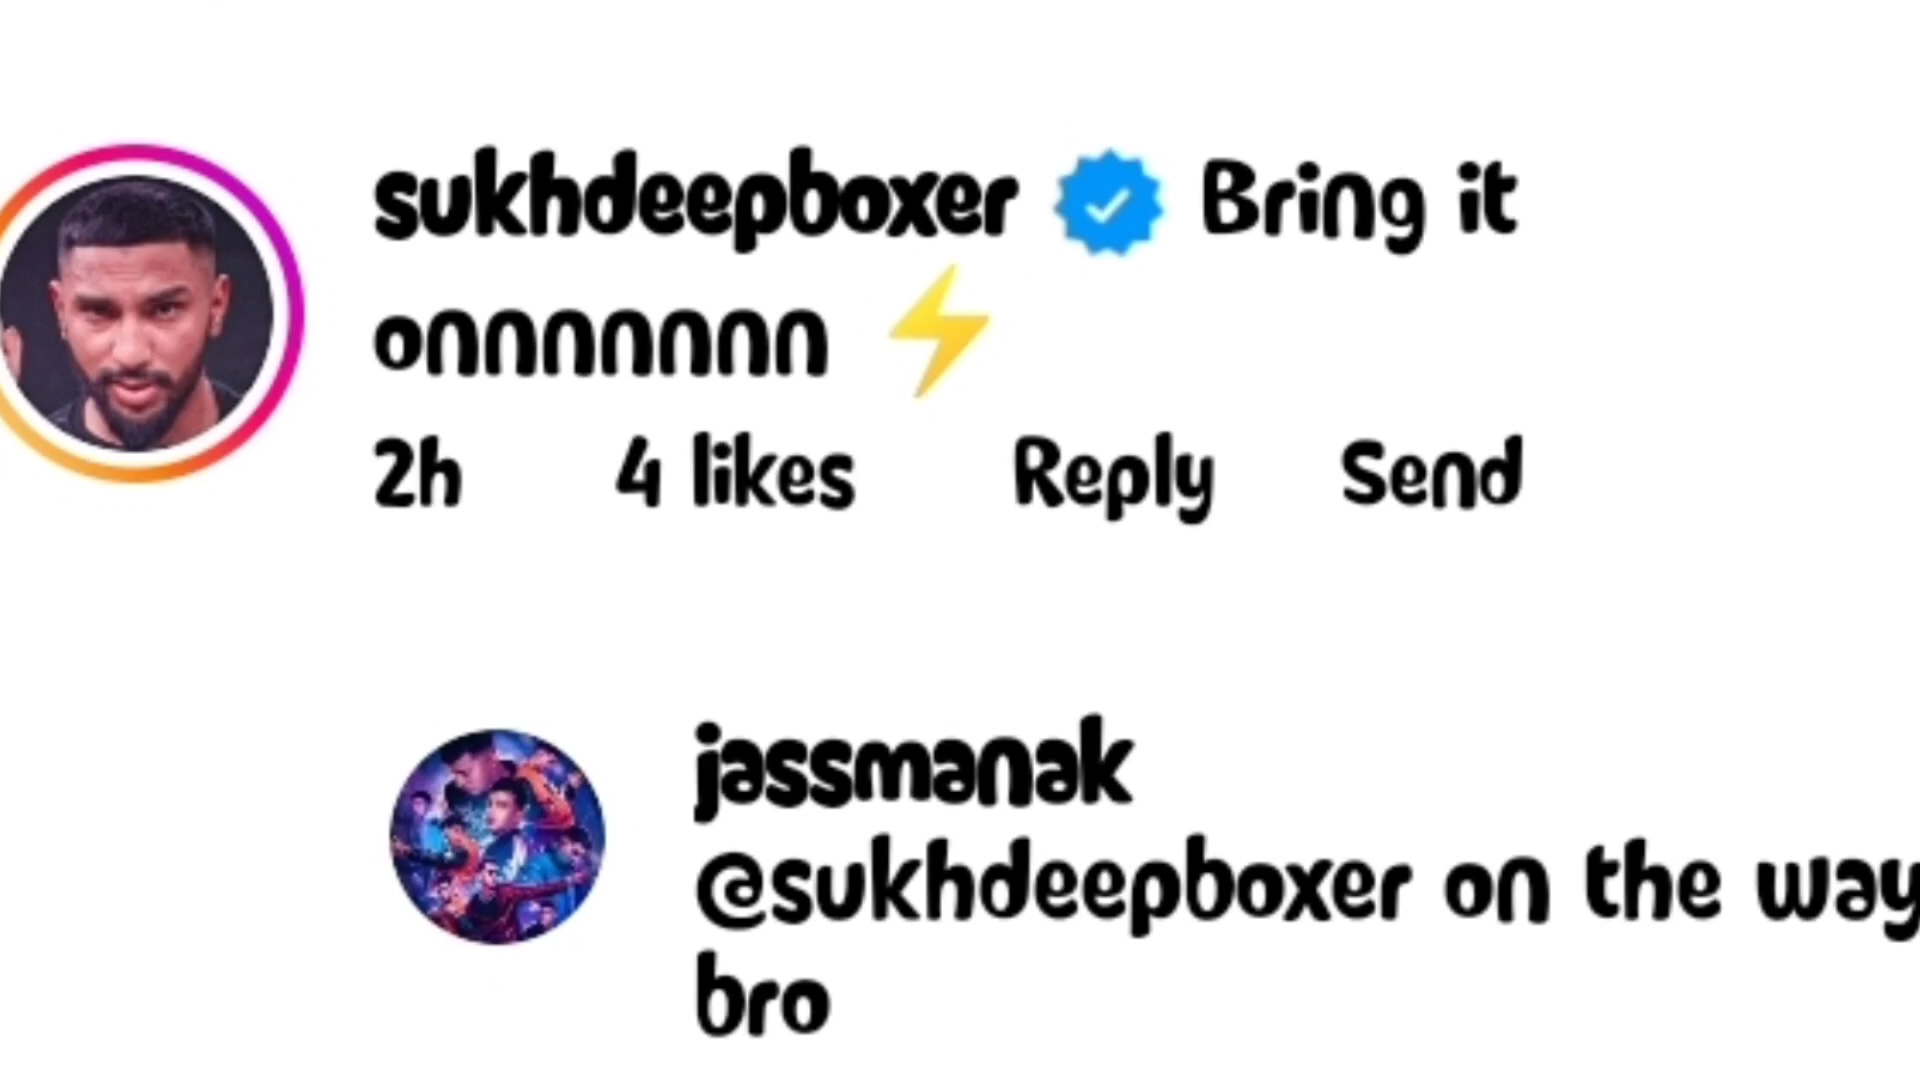 sukhdeepboxer Bring it
onnnnnnn ⚡
2h 4 likes Reply Send
jassmanak
@sukhdeepboxer on the way
bro